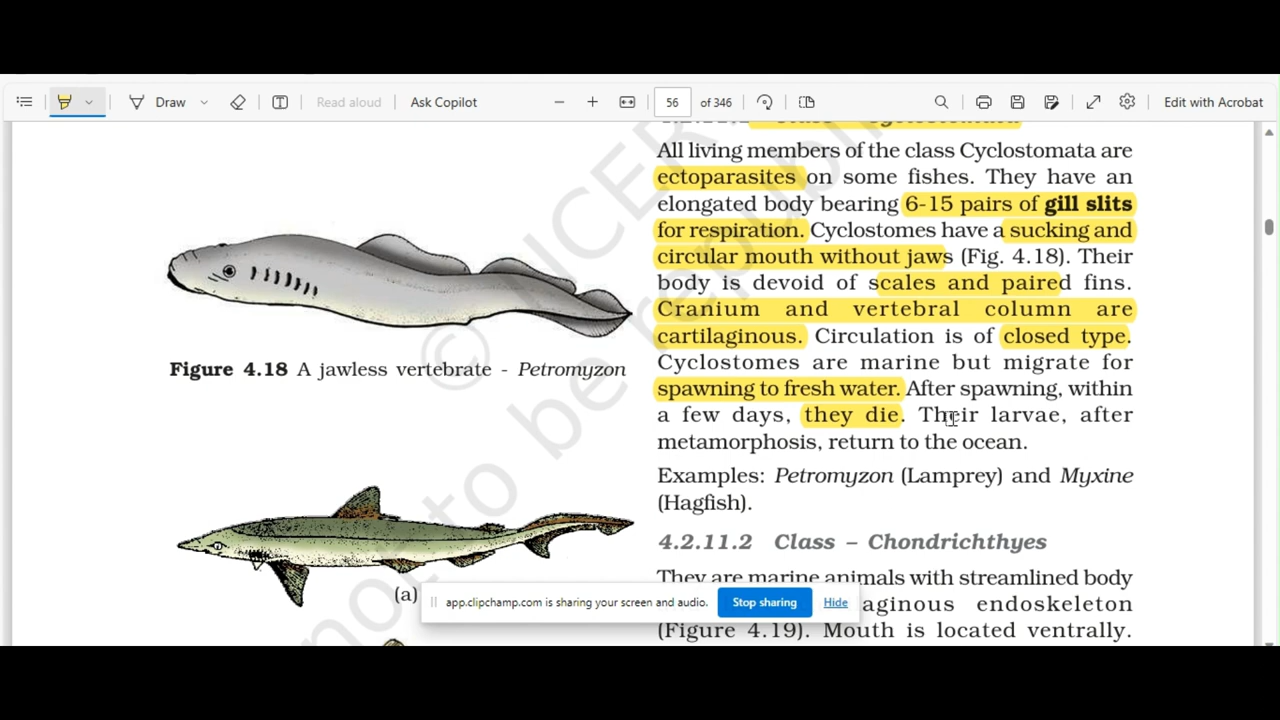 Draw
Read aloud
Ask Copilot
56
of 346
Edit with Acrobat
All living members of the class Cyclostomata are
ectoparasites on some fishes. They have an
elongated body bearing 6-15 pairs of gill slits
for respiration. Cyclostomes have a sucking and
circular mouth without jaws (Fig. 4.18). Their
body is devoid of scales and paired fins.
Cranium and vertebral column are
cartilaginous. Circulation is of closed type.
Cyclostomes are marine but migrate for
spawning to fresh water. After spawning, within
a few days, they die. Their larvae, after
metamorphosis, return to the ocean.
Examples: Petromyzon (Lamprey) and Myxine
(Hagfish).
4.2.11.2 Class – Chondrichthyes
They are marine animals with streamlined body
aginous endoskeleton
(Figure 4.19). Mouth is located ventrally.
Figure 4.18 A jawless vertebrate - Petromyzon
(a)
app.clipchamp.com is sharing your screen and audio.
Stop sharing
Hide
© NCER
not to be republi